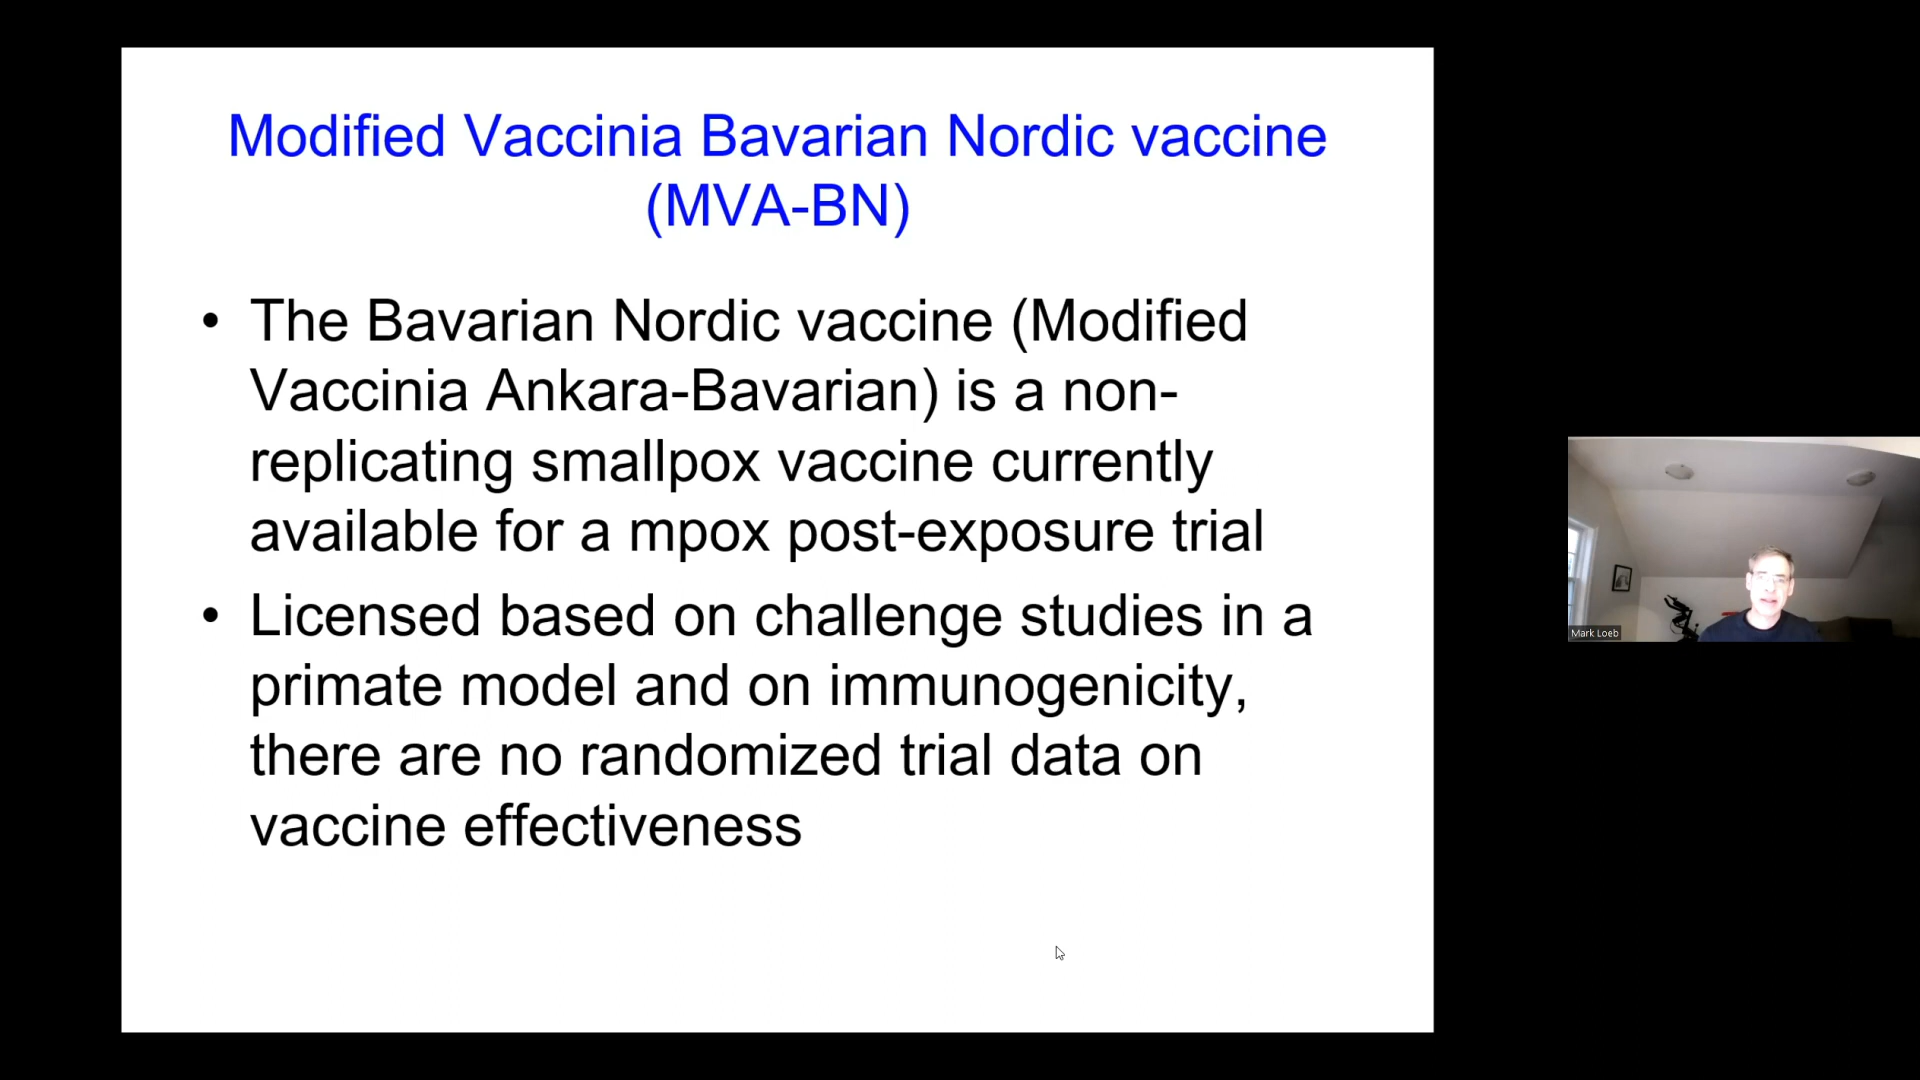 Modified Vaccinia Bavarian Nordic vaccine
(MVA-BN)
• The Bavarian Nordic vaccine (Modified
Vaccinia Ankara-Bavarian) is a non-
replicating smallpox vaccine currently
available for a mpox post-exposure trial
• Licensed based on challenge studies in a
primate model and on immunogenicity,
there are no randomized trial data on
vaccine effectiveness
Mark Loeb